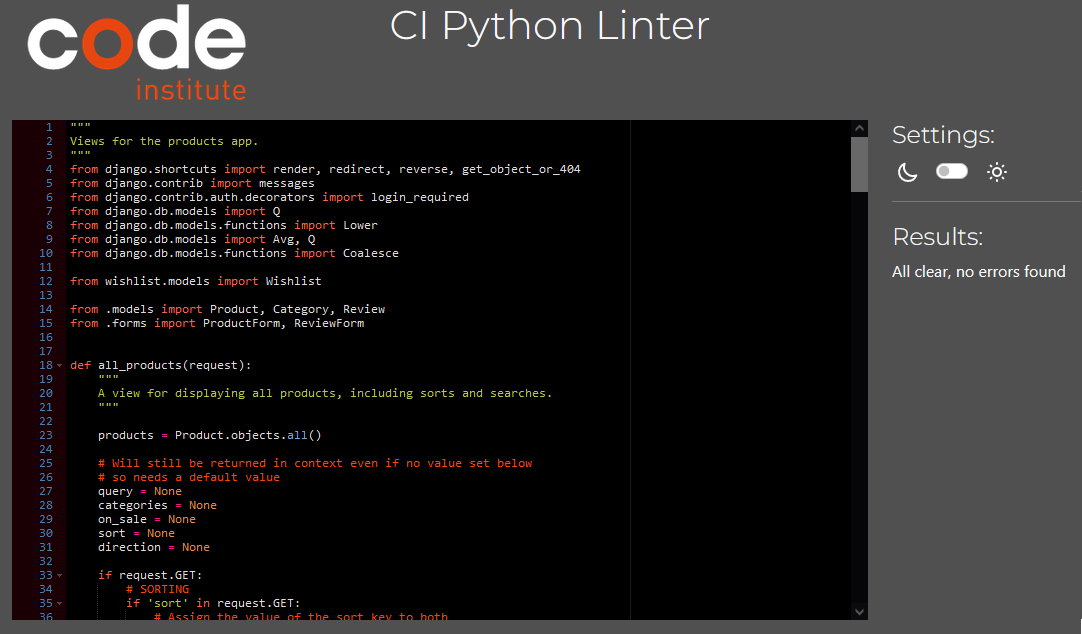 code
institute
CI Python Linter
1 """
2 Views for the products app.
3 """
4 from django.shortcuts import render, redirect, reverse, get_object_or_404
5 from django.contrib import messages
6 from django.contrib.auth.decorators import login_required
7 from django.db.models import Q
8 from django.db.models.functions import Lower
9 from django.db.models import Avg, Q
10 from django.db.models.functions import Coalesce
11
12 from wishlist.models import Wishlist
13
14 from .models import Product, Category, Review
15 from .forms import ProductForm, ReviewForm
16
17
18 def all_products(request):
19     """
20     A view for displaying all products, including sorts and searches.
21     """
22
23     products = Product.objects.all()
24
25     # Will still be returned in context even if no value set below
26     # so needs a default value
27     query = None
28     categories = None
29     on_sale = None
30     sort = None
31     direction = None
32
33     if request.GET:
34         # SORTING
35         if 'sort' in request.GET:
36             # Assign the value of the sort key to both
Settings:
Results:
All clear, no errors found